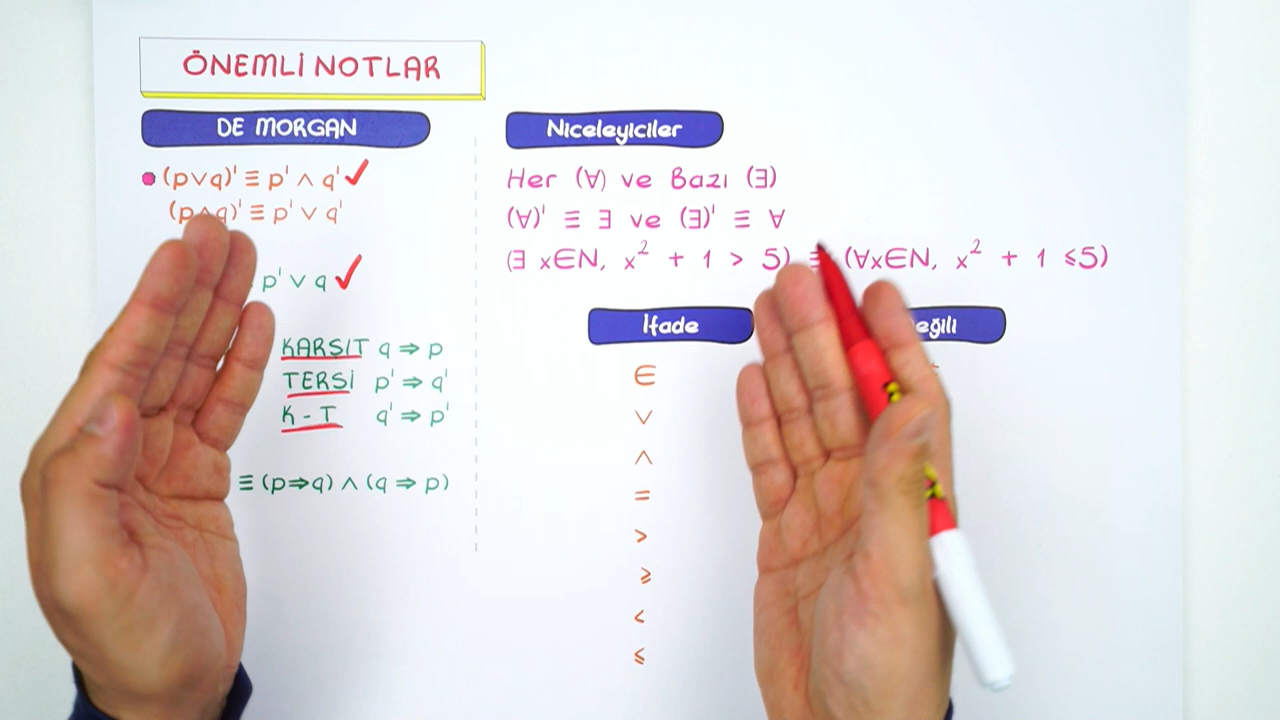 ÖNEMLİ NOTLAR
DE MORGAN
(p∨q)' ≡ p' ∧ q'
(p∧q)' ≡ p' ∨ q'
p' ∨ q
KARŞIT q ⇒ p
TERSİ p' ⇒ q'
K - T q' ⇒ p'
≡ (p⇒q) ∧ (q ⇒ p)
Niceleyiciler
Her (∀) ve Bazı (∃)
(∀)' ≡ ∃ ve (∃)' ≡ ∀
(∃ x∈N, x² + 1 > 5) ≡ (∀x∈N, x² + 1 ≤5)
İfade
∈
∨
∧
=
>
≥
<
≤